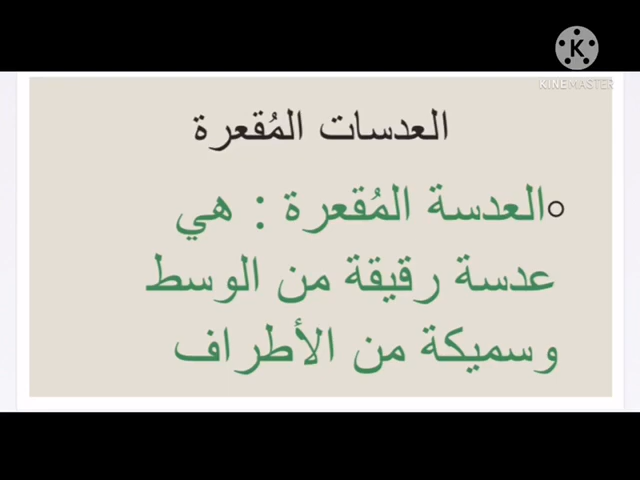 K
KINEMASTER
العدسات المُقعرة
العدسة المُقعرة : هي
عدسة رقيقة من الوسط
وسميكة من الأطراف